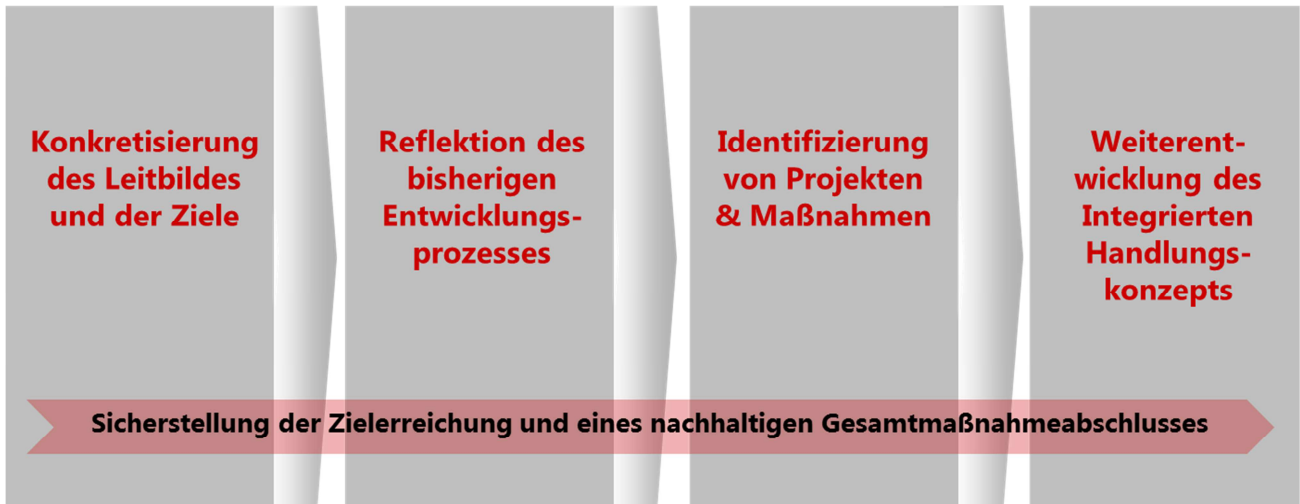 Konkretisierung
des Leitbildes
und der Ziele
Reflektion des
bisherigen
Entwicklungs-
prozesses
Identifizierung
von Projekten
& Maßnahmen
Weiterent-
wicklung des
Integrierten
Handlungs-
konzepts
Sicherstellung der Zielerreichung und eines nachhaltigen Gesamtmaßnahmeabschlusses